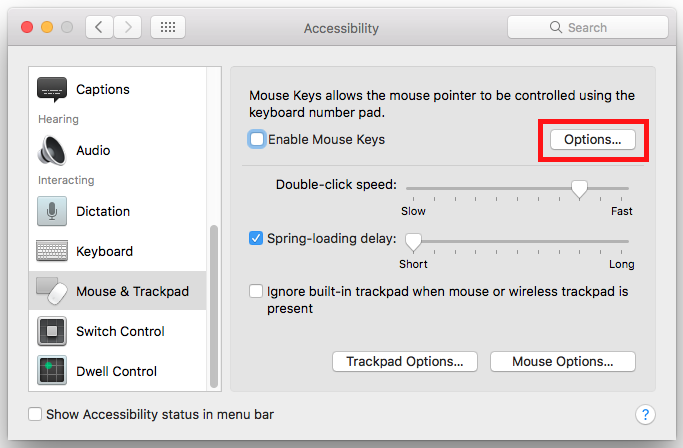 Accessibility
Search
Captions
Hearing
Audio
Interacting
Dictation
Keyboard
Mouse & Trackpad
Switch Control
Dwell Control
Mouse Keys allows the mouse pointer to be controlled using the
keyboard number pad.
Enable Mouse Keys
Options...
Double-click speed:
Slow
Fast
Spring-loading delay:
Short
Long
Ignore built-in trackpad when mouse or wireless trackpad is
present
Trackpad Options...
Mouse Options...
Show Accessibility status in menu bar
?